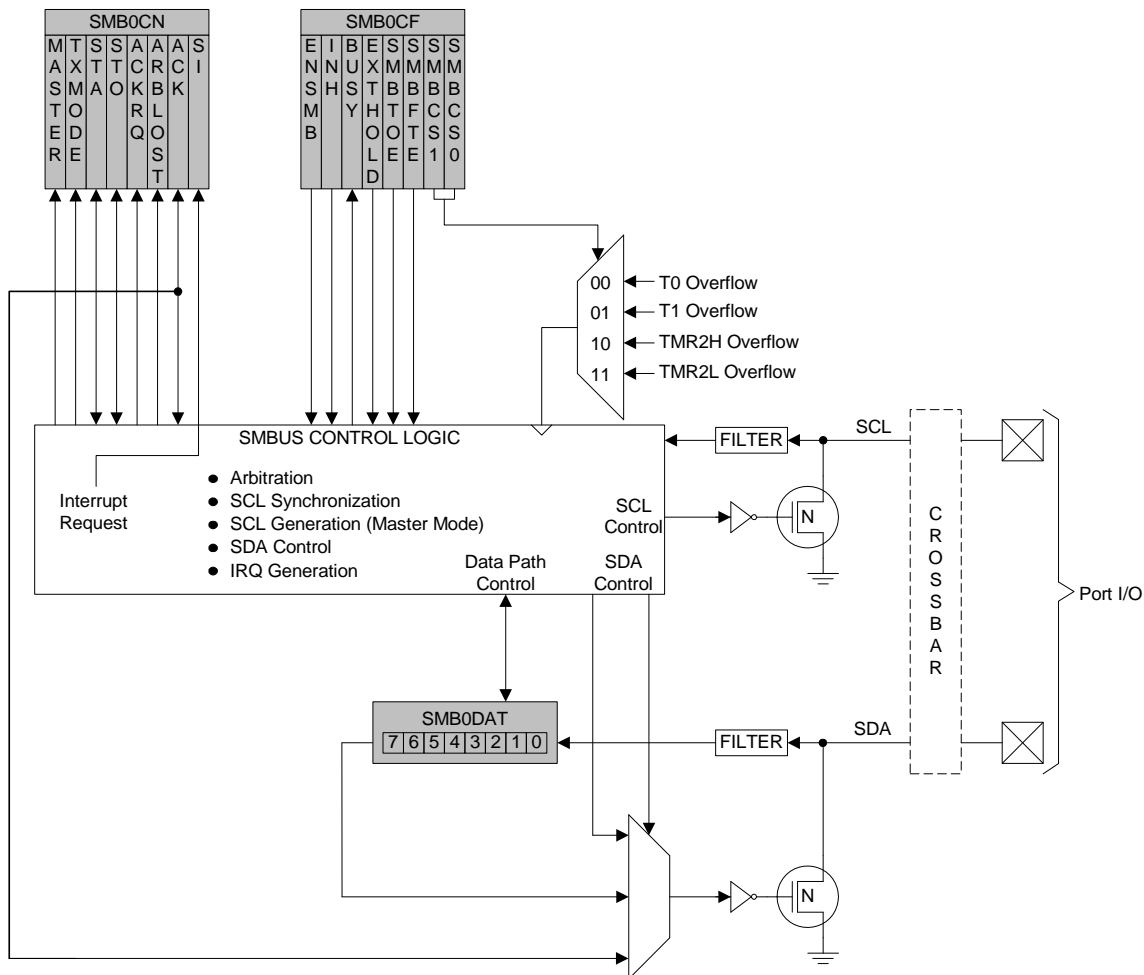 SMB0CN
MASTER
TXMODE
STA
STO
ACKRQ
ARBLOST
ACK
SI
SMB0CF
ENSMB
INH
BUSY
EXTHOLD
SMBTOE
SMBFTE
SMBCS1
SMBCS0
00
T0 Overflow
01
T1 Overflow
10
TMR2H Overflow
11
TMR2L Overflow
SMBUS CONTROL LOGIC
Interrupt
Request
● Arbitration
● SCL Synchronization
● SCL Generation (Master Mode)
● SDA Control
● IRQ Generation
SCL
Control
Data Path
Control
SDA
Control
FILTER
SCL
N
CROSSBAR
Port I/O
SMB0DAT
7 6 5 4 3 2 1 0
FILTER
SDA
N